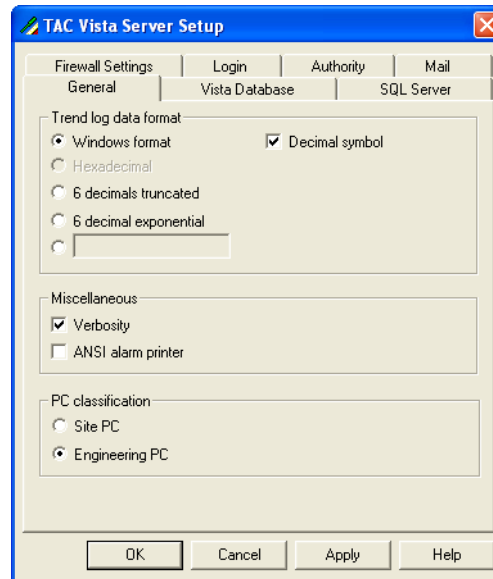 TAC Vista Server Setup
Firewall Settings Login Authority Mail
General Vista Database SQL Server
Trend log data format
Windows format Decimal symbol
Hexadecimal
6 decimals truncated
6 decimal exponential
Miscellaneous
Verbosity
ANSI alarm printer
PC classification
Site PC
Engineering PC
OK Cancel Apply Help